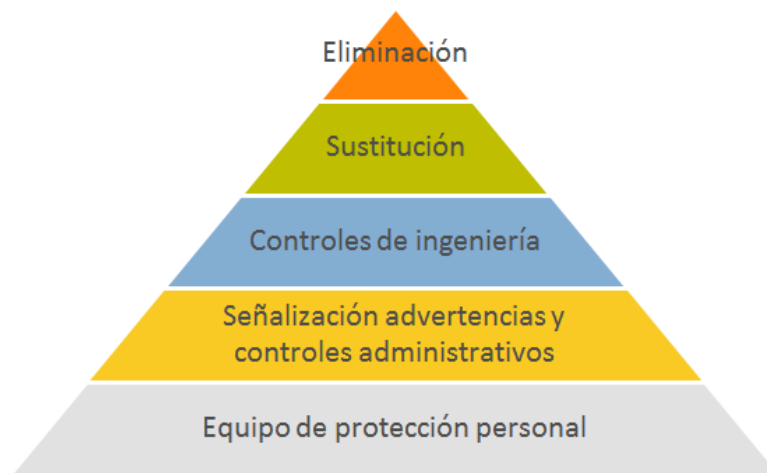 Eliminación
Sustitución
Controles de ingeniería
Señalización advertencias y
controles administrativos
Equipo de protección personal